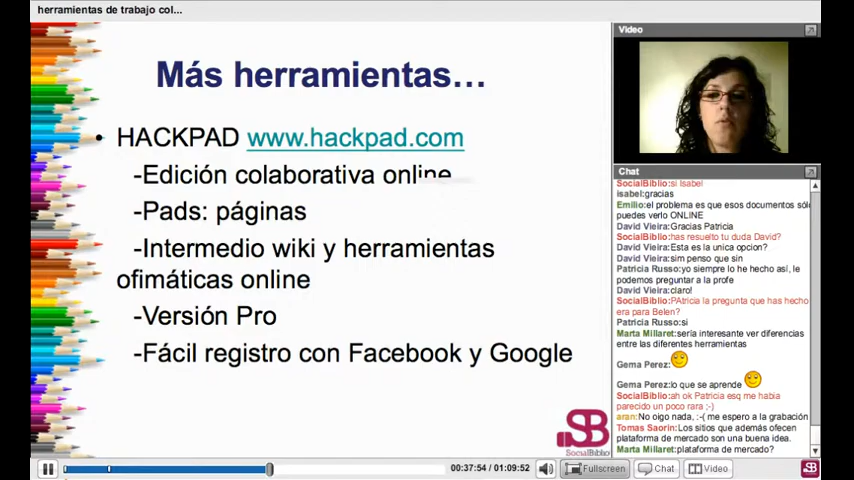 herramientas de trabajo col...
Más herramientas…
• HACKPAD www.hackpad.com
-Edición colaborativa online
-Pads: páginas
-Intermedio wiki y herramientas
ofimáticas online
-Versión Pro
-Fácil registro con Facebook y Google
SB
SocialBiblio
Video
Chat
SocialBiblio:si Isabel
isabel:gracias
Emilio:el problema es que esos documentos sólo
puedes verlo ONLINE
David Vieira:Gracias Patricia
SocialBiblio:has resuelto tu duda David?
David Vieira:Esta es la unica opcion?
David Vieira:sim penso que sin
Patricia Russo:yo siempre lo he hecho así, le
podemos preguntar a la profe
David Vieira:claro!
SocialBiblio:PAtricia la pregunta que has hecho
era para Belen?
Patricia Russo:si
Marta Millaret:sería interesante ver diferencias
entre las diferentes herramientas
Gema Perez:
Gema Perez:lo que se aprende
SocialBiblio:ah ok Patricia esq me habia
parecido un poco rara ;-)
aran:No oigo nada, :-( me espero a la grabación
Tomas Saorin:Los sitios que además ofecen
plataforma de mercado son una buena idea.
Marta Millaret:plataforma de mercado?
00:37:54 / 01:09:52
Fullscreen
Chat
Video
SB